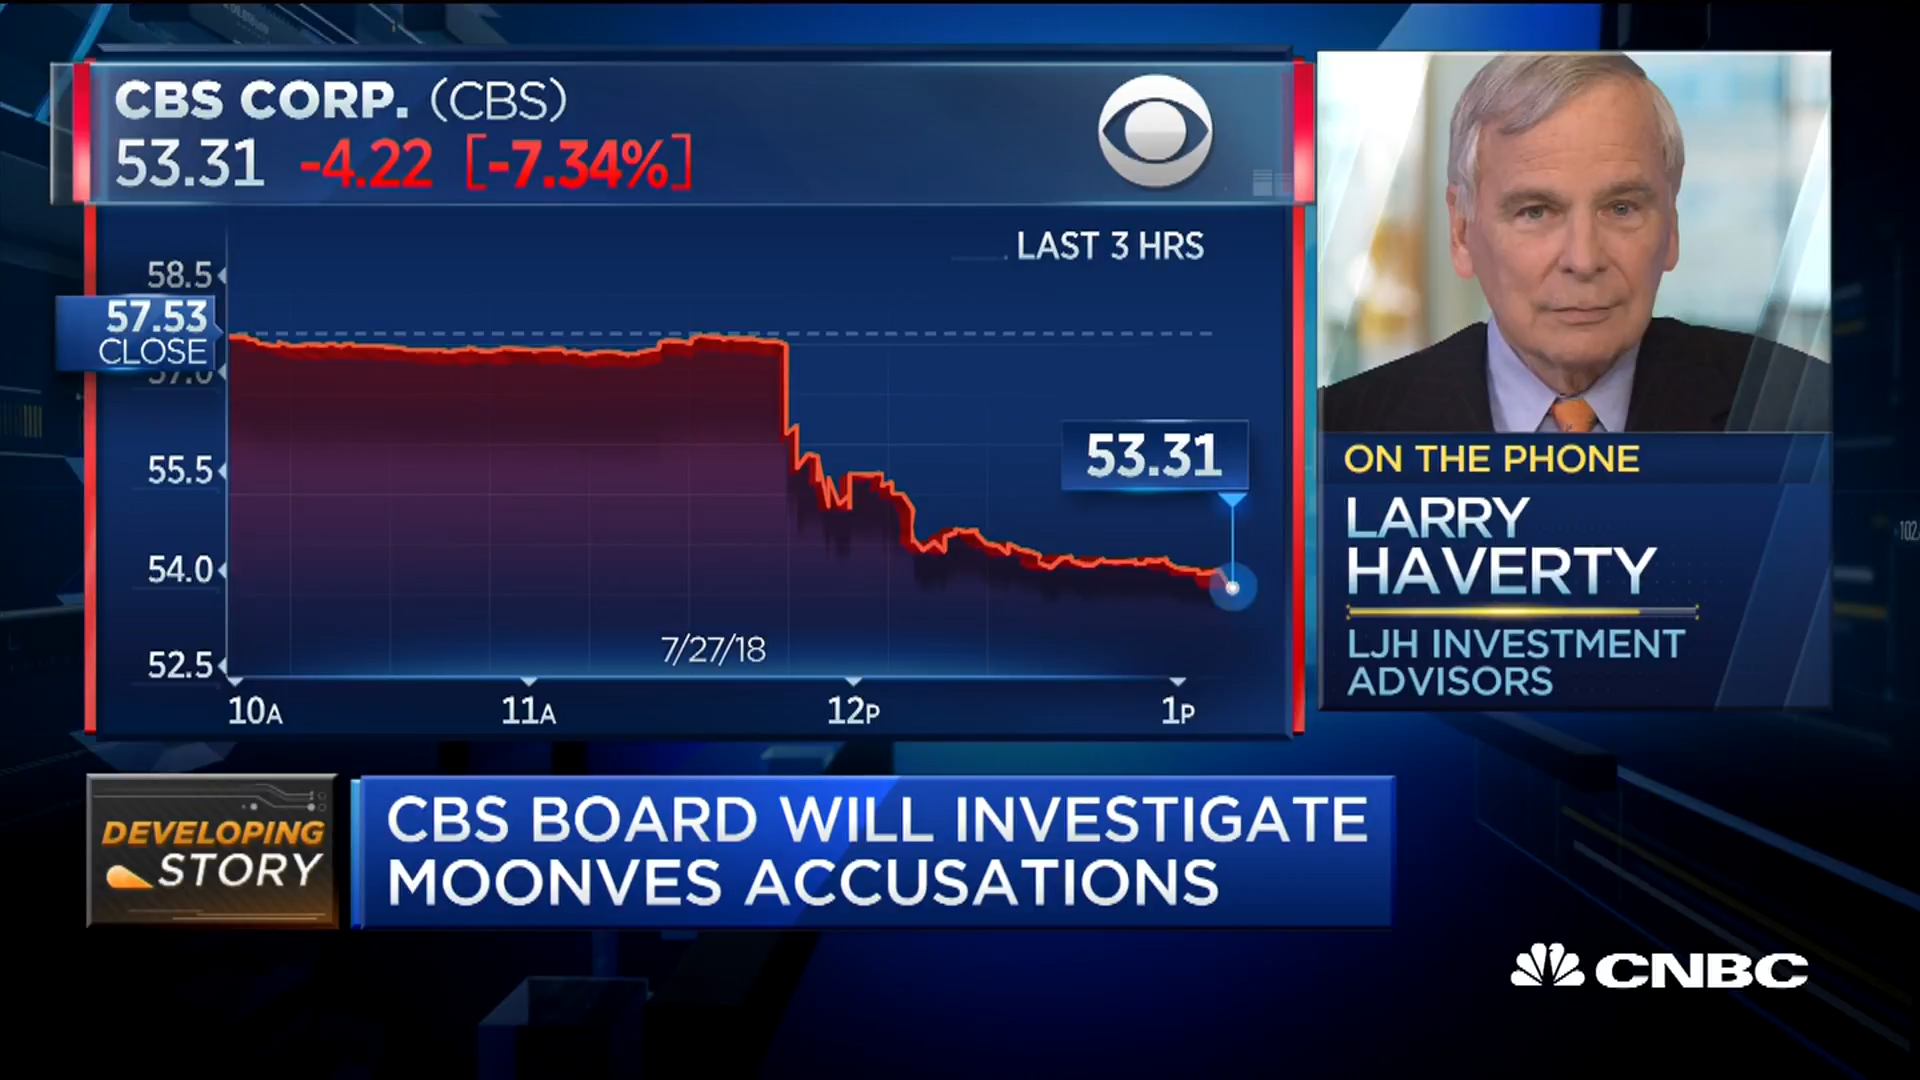 CBS CORP. (CBS)
53.31 -4.22 [-7.34%]
LAST 3 HRS
58.5
57.53
CLOSE
57.0
55.5
54.0
52.5
53.31
7/27/18
10A 11A 12P 1P
ON THE PHONE
LARRY
HAVERTY
LJH INVESTMENT
ADVISORS
DEVELOPING
STORY
CBS BOARD WILL INVESTIGATE
MOONVES ACCUSATIONS
CNBC